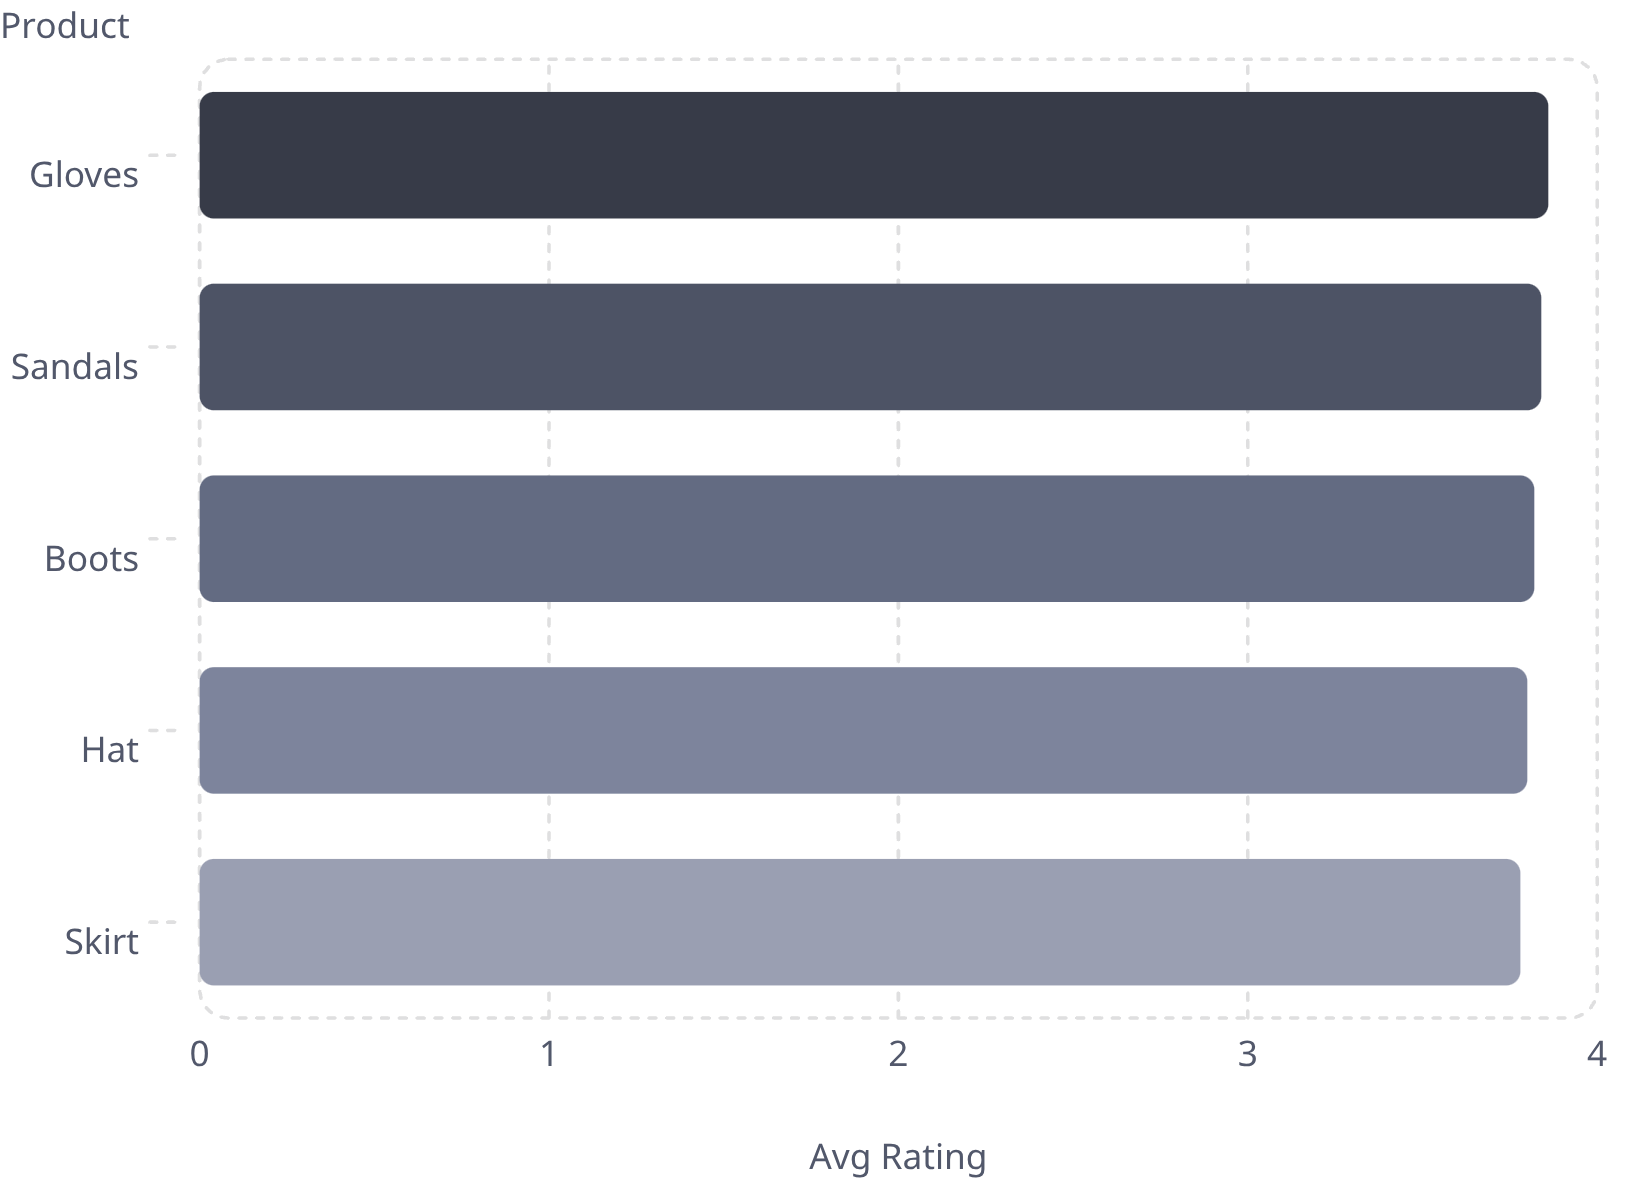 Product
Gloves
Sandals
Boots
Hat
Skirt
0 1 2 3 4
Avg Rating